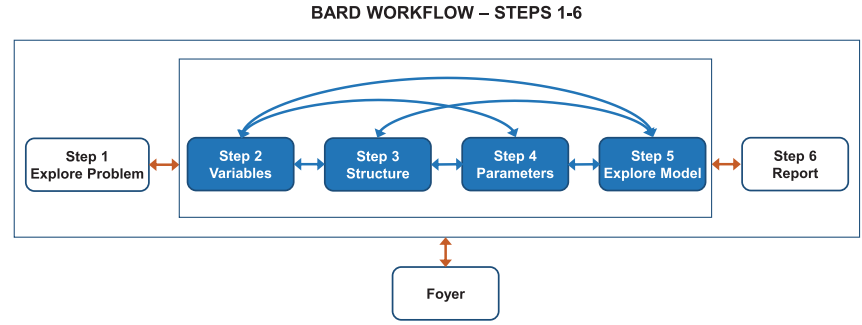 BARD WORKFLOW – STEPS 1-6
Step 1
Explore Problem
Step 2
Variables
Step 3
Structure
Step 4
Parameters
Step 5
Explore Model
Step 6
Report
Foyer